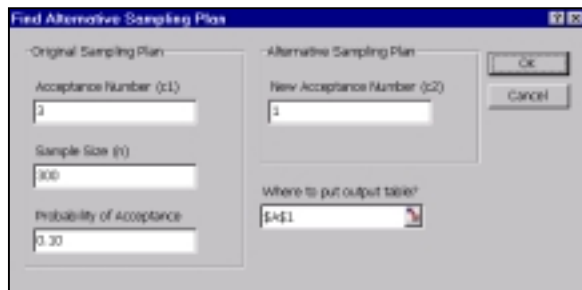 Find Alternative Sampling Plan
Original Sampling Plan
Acceptance Number (c1)
3
Sample Size (n)
300
Probability of Acceptance
0.10
Alternative Sampling Plan
New Acceptance Number (c2)
1
Where to put output table?
$A$1
OK
Cancel